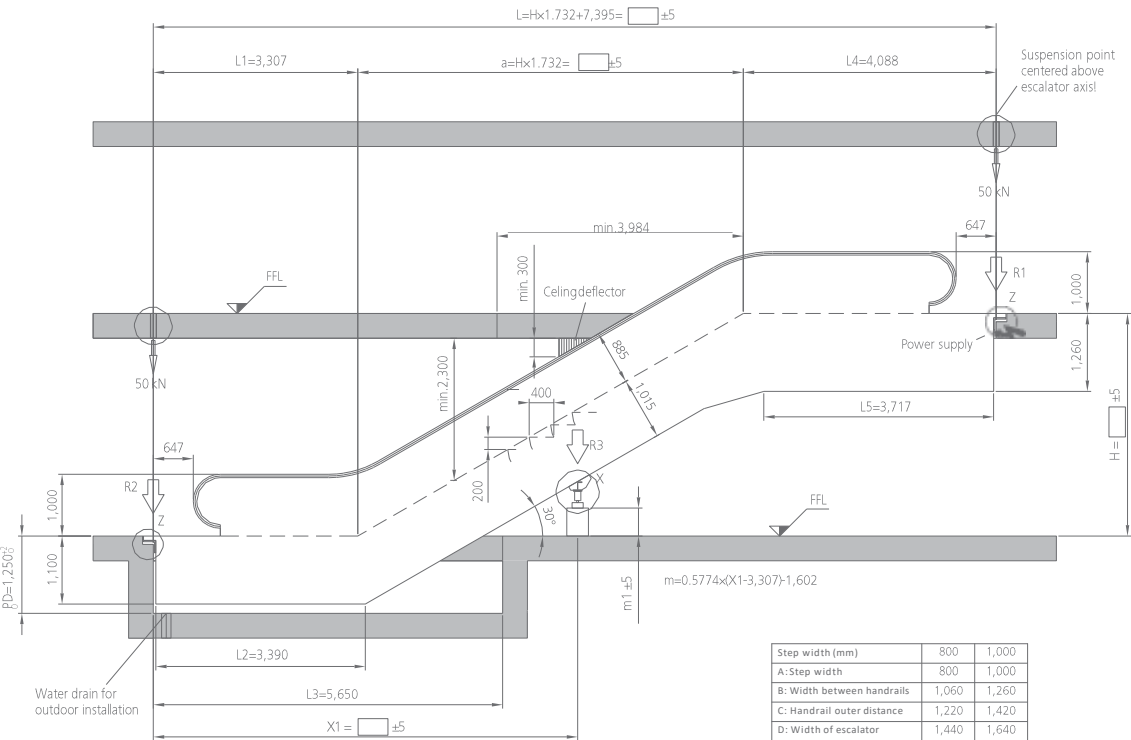 L=H×1.732+7,395= ±5
L1=3,307
a=H×1.732= ±5
L4=4,088
Suspension point
centered above
escalator axis!
50 kN
min.3,984
647
FFL
min. 300
Celingdeflector
R1
Z
1,000
Power supply
1,260
50 kN
min.2,300
885
1,015
400
L5=3,717
H = ±5
647
R2
Z
1,000
200
R3
X
30°
FFL
1,100
m1 ±5
m=0.5774×(X1-3,307)-1,602
L2=3,390
L3=5,650
Water drain for
outdoor installation
X1 = ±5
Step width (mm) 800 1,000
A: Step width 800 1,000
B: Width between handrails 1,060 1,260
C: Handrail outer distance 1,220 1,420
D: Width of escalator 1,440 1,640